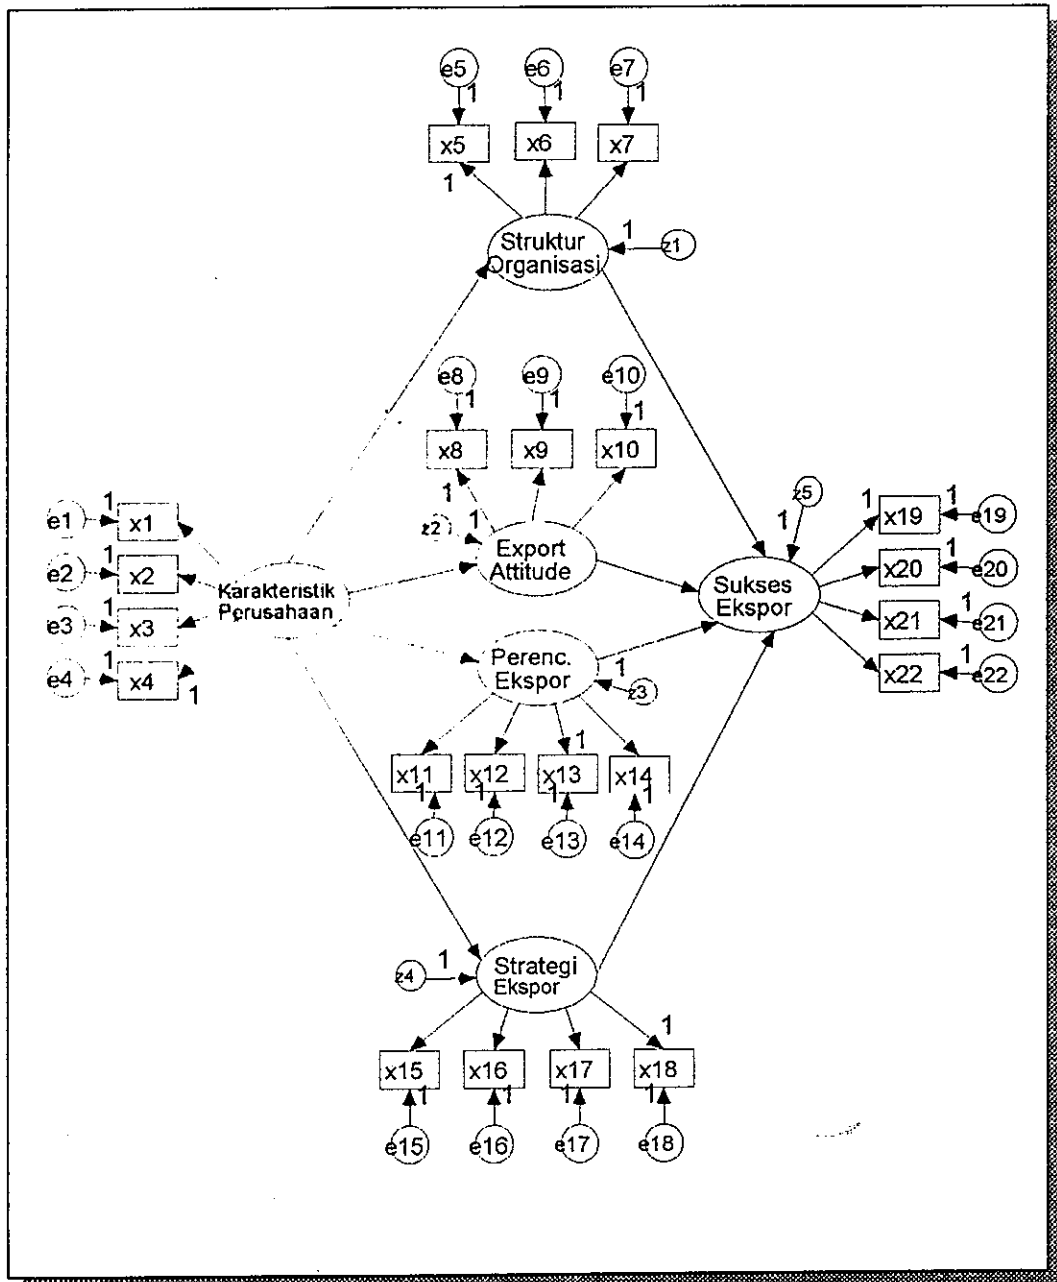 e5 e6 e7
1 1 1
x5 x6 x7
1
Struktur
Organisasi
1 z1
e8 e9 e10
1 1 1
x8 x9 x10
1
z2 1
Export
Attitude
e1 1 x1
e2 1 x2
e3 1 x3
e4 1 x4
1
Karakteristik
Perusahaan
z5
1
Sukses
Ekspor
1 x19 1 e19
x20 1 e20
x21 1 e21
x22 1 e22
Perenc.
Ekspor
1 z3
1
x11 x12 x13 x14
1 1 1 1
e11 e12 e13 e14
z4 1
Strategi
Ekspor
1
x15 x16 x17 x18
1 1 1 1
e15 e16 e17 e18